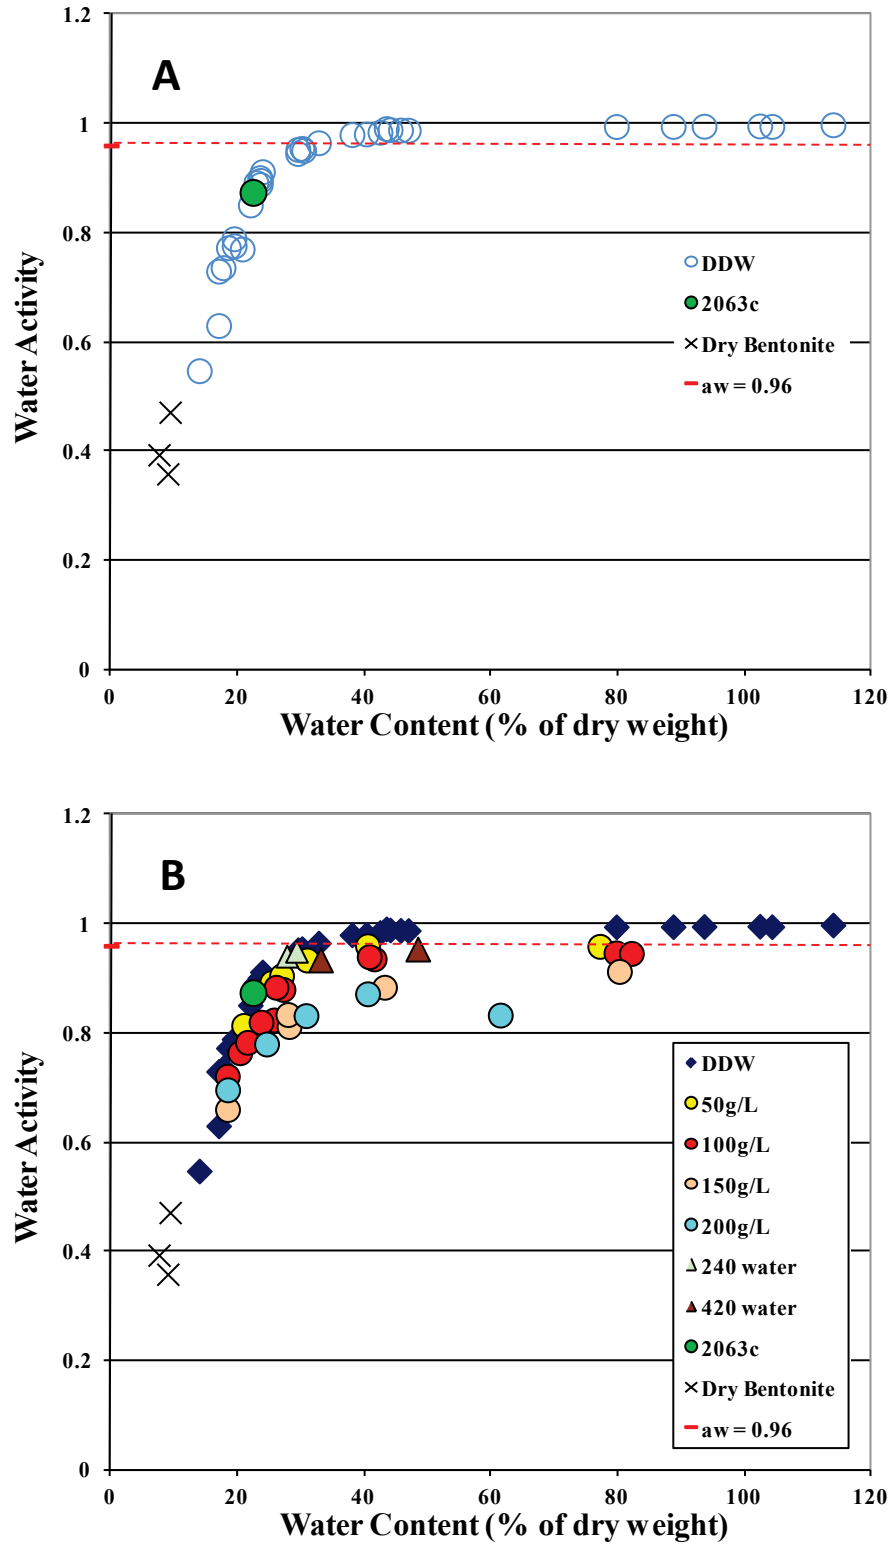 1.2
A
1
0.8
0.6
0.4
0.2
0
Water Activity
DDW
2063c
Dry Bentonite
aw = 0.96
0 20 40 60 80 100 120
Water Content (% of dry weight)
1.2
B
1
0.8
0.6
0.4
0.2
0
Water Activity
DDW
50g/L
100g/L
150g/L
200g/L
240 water
420 water
2063c
Dry Bentonite
aw = 0.96
0 20 40 60 80 100 120
Water Content (% of dry weight)